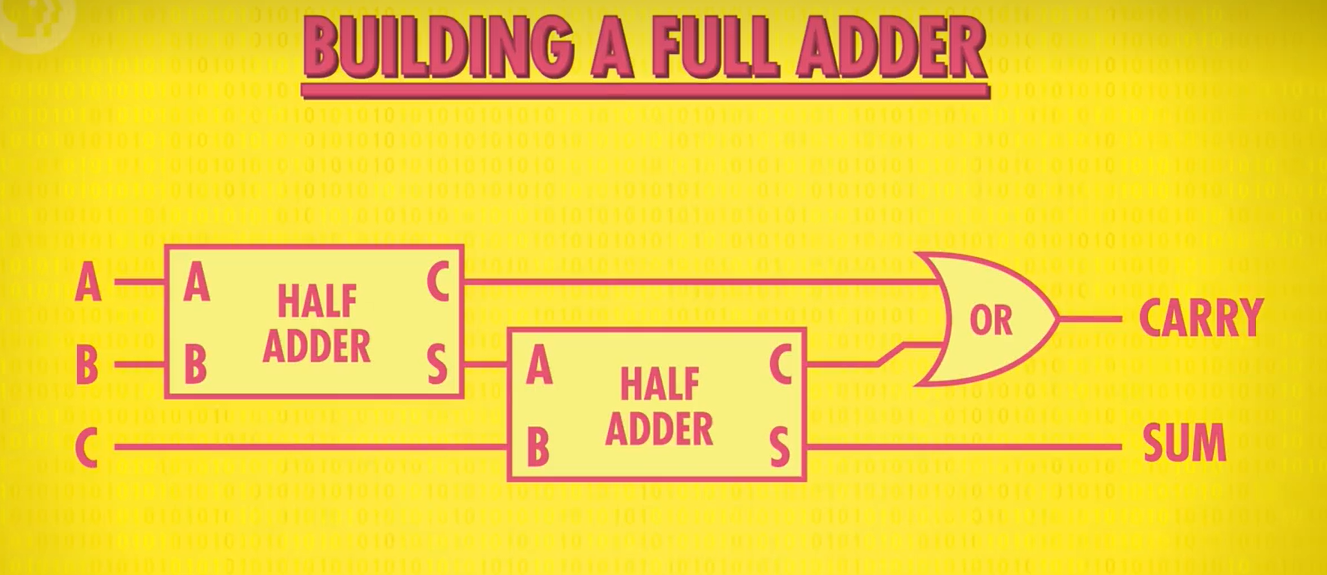 BUILDING A FULL ADDER
A A HALF ADDER C OR CARRY
B B S A HALF ADDER C
C B S SUM